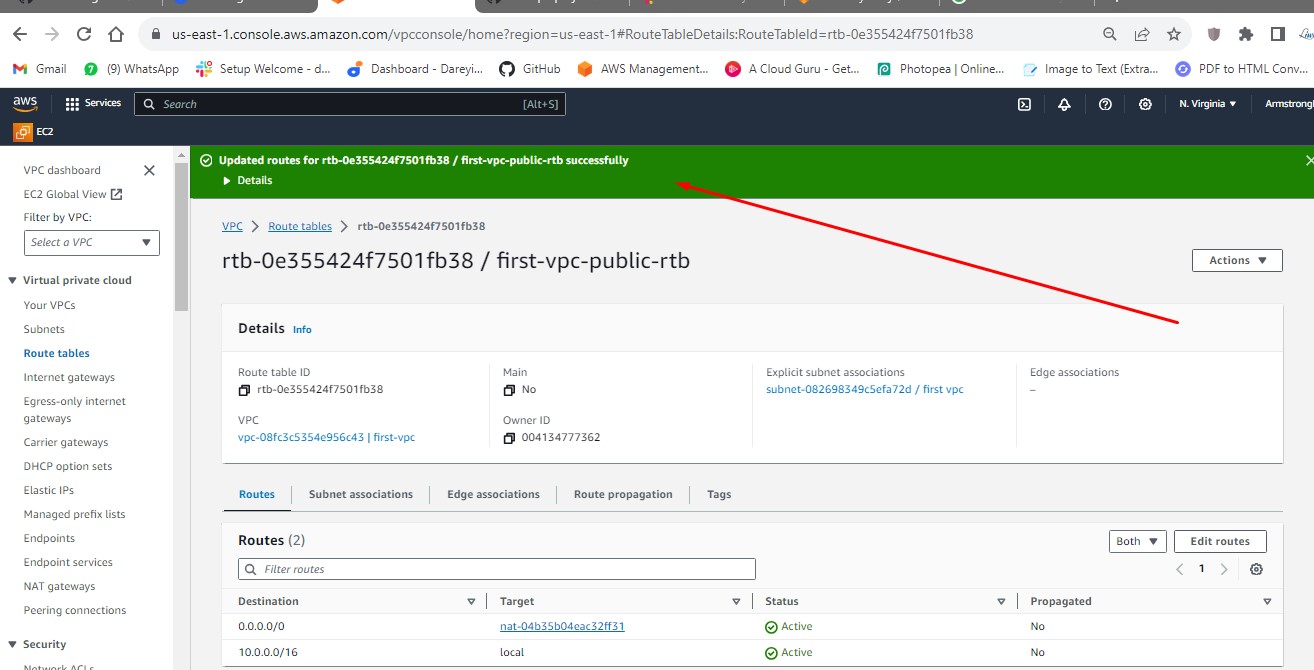 us-east-1.console.aws.amazon.com/vpcconsole/home?region=us-east-1#RouteTableDetails:RouteTableId=rtb-0e355424f7501fb38
Gmail (9) WhatsApp Setup Welcome - d... Dashboard - Dareyi... GitHub AWS Management... A Cloud Guru - Get... Photopea | Online... Image to Text (Extra... PDF to HTML Conv...
aws Services Search [Alt+S] N. Virginia Armstrong
EC2
VPC dashboard
EC2 Global View
Filter by VPC:
Select a VPC
Virtual private cloud
Your VPCs
Subnets
Route tables
Internet gateways
Egress-only internet
gateways
Carrier gateways
DHCP option sets
Elastic IPs
Managed prefix lists
Endpoints
Endpoint services
NAT gateways
Peering connections
Security
Network ACLs
Updated routes for rtb-0e355424f7501fb38 / first-vpc-public-rtb successfully
Details
VPC Route tables rtb-0e355424f7501fb38
rtb-0e355424f7501fb38 / first-vpc-public-rtb
Actions
Details Info
Route table ID
rtb-0e355424f7501fb38
Main
No
Explicit subnet associations
subnet-082698349c5efa72d / first vpc
Edge associations
–
VPC
vpc-08fc3c5354e956c43 | first-vpc
Owner ID
004134777362
Routes Subnet associations Edge associations Route propagation Tags
Routes (2)
Both Edit routes
Filter routes
1
Destination Target Status Propagated
0.0.0.0/0 nat-04b35b04eac32ff31 Active No
10.0.0.0/16 local Active No